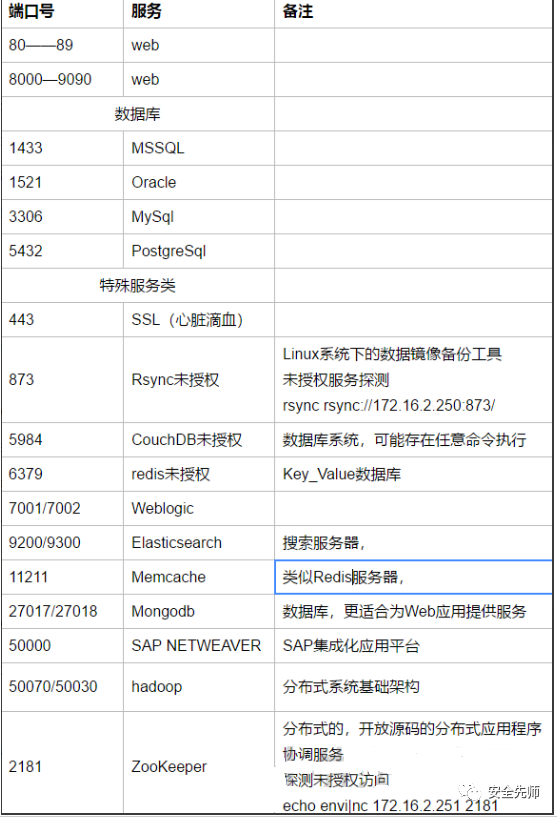 端口号 服务 备注
80——89 web
8000—9090 web
数据库
1433 MSSQL
1521 Oracle
3306 MySql
5432 PostgreSql
特殊服务类
443 SSL（心脏滴血）
873 Rsync未授权 Linux系统下的数据镜像备份工具
未授权服务探测
rsync rsync://172.16.2.250:873/
5984 CouchDB未授权 数据库系统，可能存在任意命令执行
6379 redis未授权 Key_Value数据库
7001/7002 Weblogic
9200/9300 Elasticsearch 搜索服务器，
11211 Memcache 类似Redis服务器，
27017/27018 Mongodb 数据库，更适合为Web应用提供服务
50000 SAP NETWEAVER SAP集成化应用平台
50070/50030 hadoop 分布式系统基础架构
2181 ZooKeeper 分布式的，开放源码的分布式应用程序
协调服务
探测未授权访问
echo envi|nc 172.16.2.251 2181
安全先师